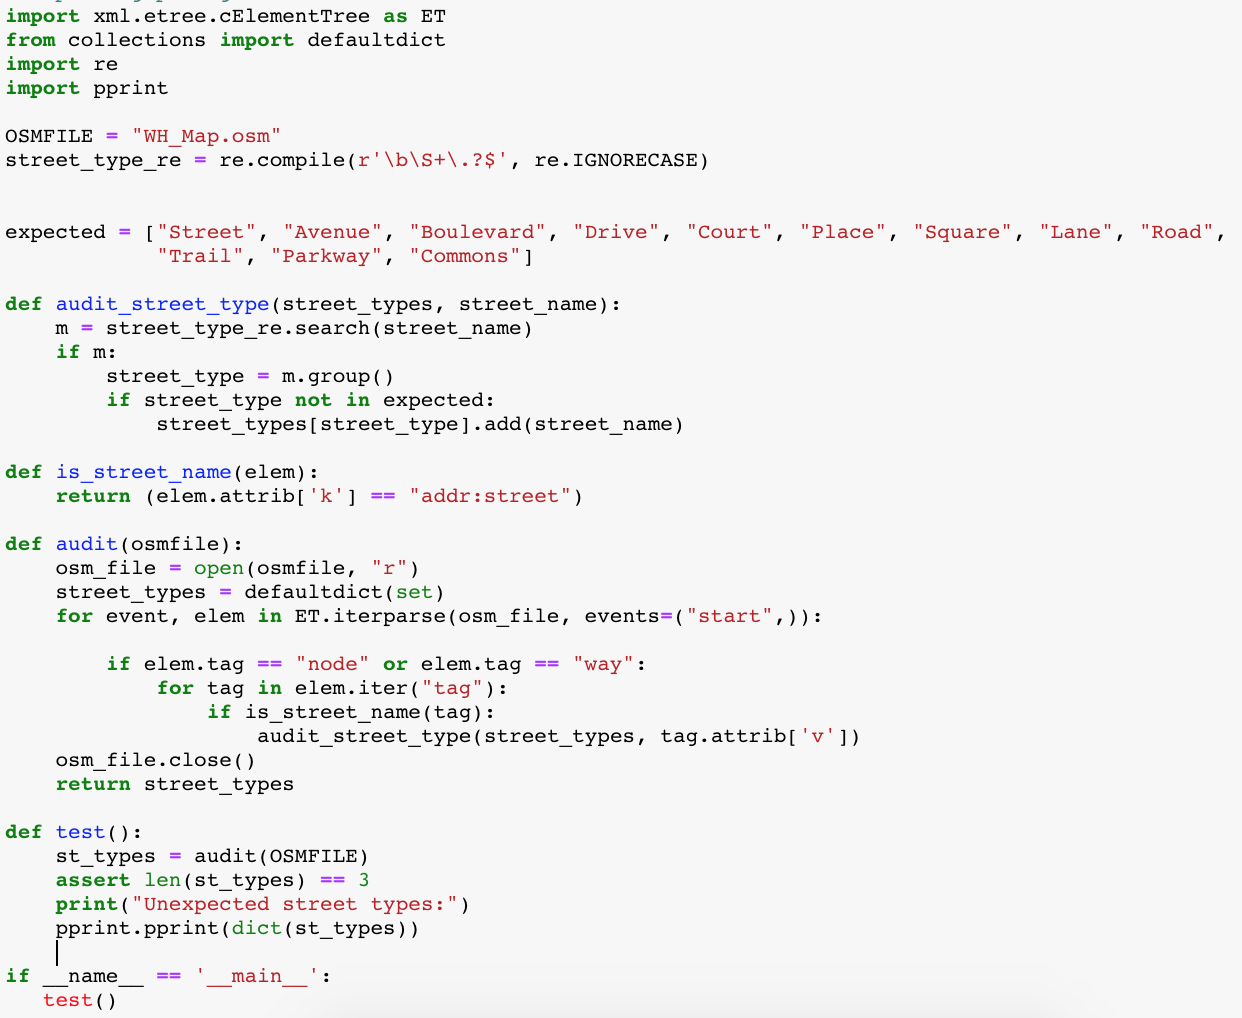 import xml.etree.cElementTree as ET
from collections import defaultdict
import re
import pprint

OSMFILE = "WH_Map.osm"
street_type_re = re.compile(r'\b\S+\.?$', re.IGNORECASE)


expected = ["Street", "Avenue", "Boulevard", "Drive", "Court", "Place", "Square", "Lane", "Road",
            "Trail", "Parkway", "Commons"]

def audit_street_type(street_types, street_name):
    m = street_type_re.search(street_name)
    if m:
        street_type = m.group()
        if street_type not in expected:
            street_types[street_type].add(street_name)

def is_street_name(elem):
    return (elem.attrib['k'] == "addr:street")

def audit(osmfile):
    osm_file = open(osmfile, "r")
    street_types = defaultdict(set)
    for event, elem in ET.iterparse(osm_file, events=("start",)):

        if elem.tag == "node" or elem.tag == "way":
            for tag in elem.iter("tag"):
                if is_street_name(tag):
                    audit_street_type(street_types, tag.attrib['v'])
    osm_file.close()
    return street_types

def test():
    st_types = audit(OSMFILE)
    assert len(st_types) == 3
    print("Unexpected street types:")
    pprint.pprint(dict(st_types))

if __name__ == '__main__':
   test()